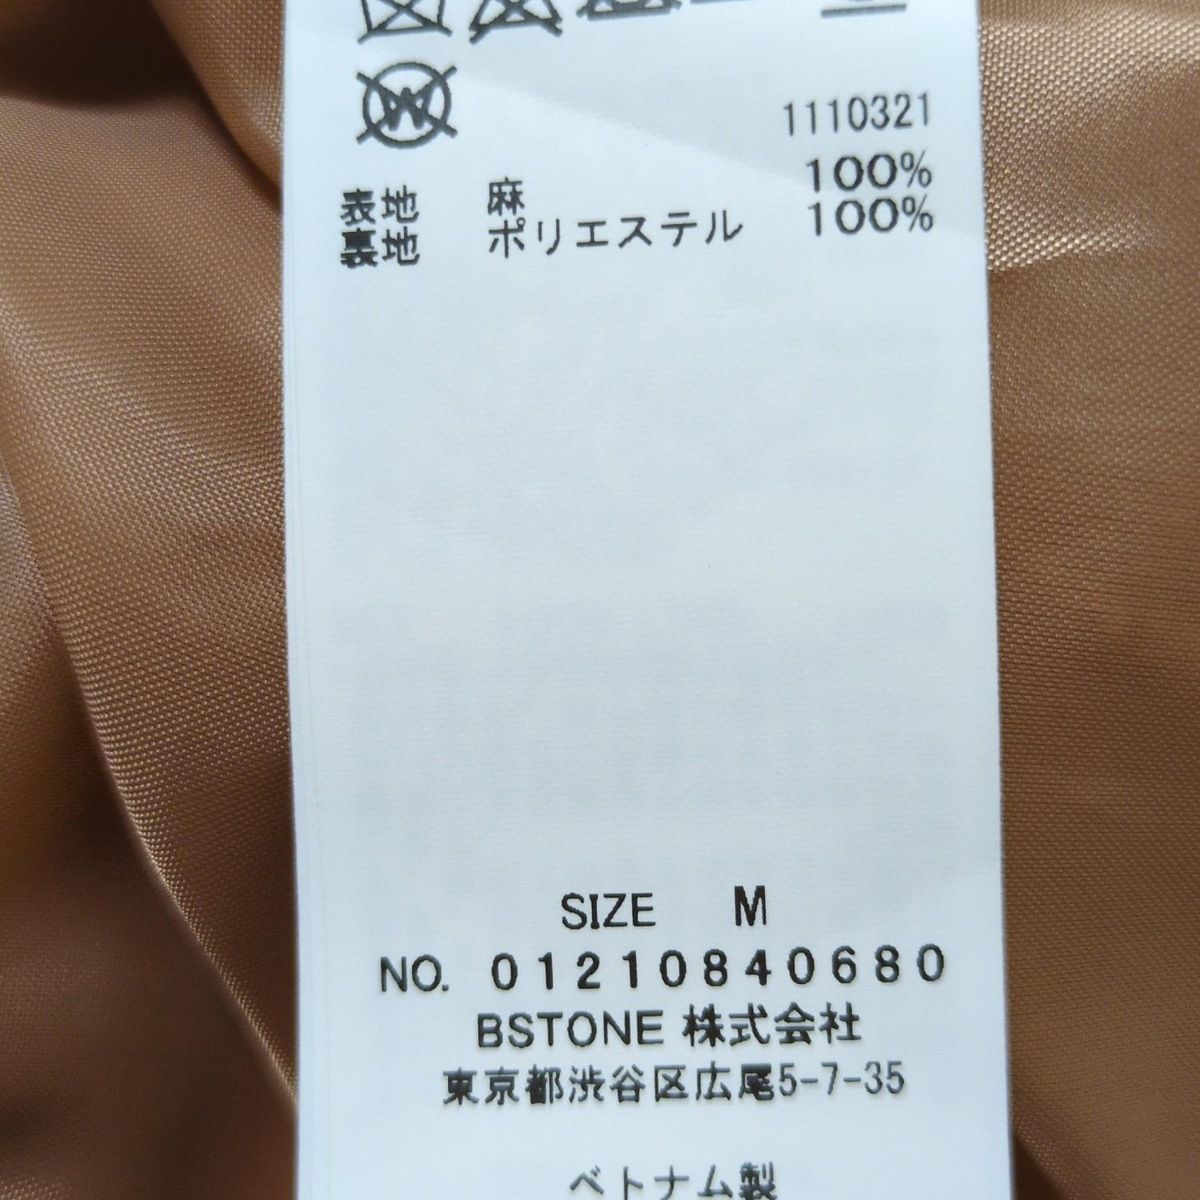 1110321
表地 麻 100%
裏地 ポリエステル 100%
SIZE M
NO. 01210840680
BSTONE 株式会社
東京都渋谷区広尾5-7-35
ベトナム製